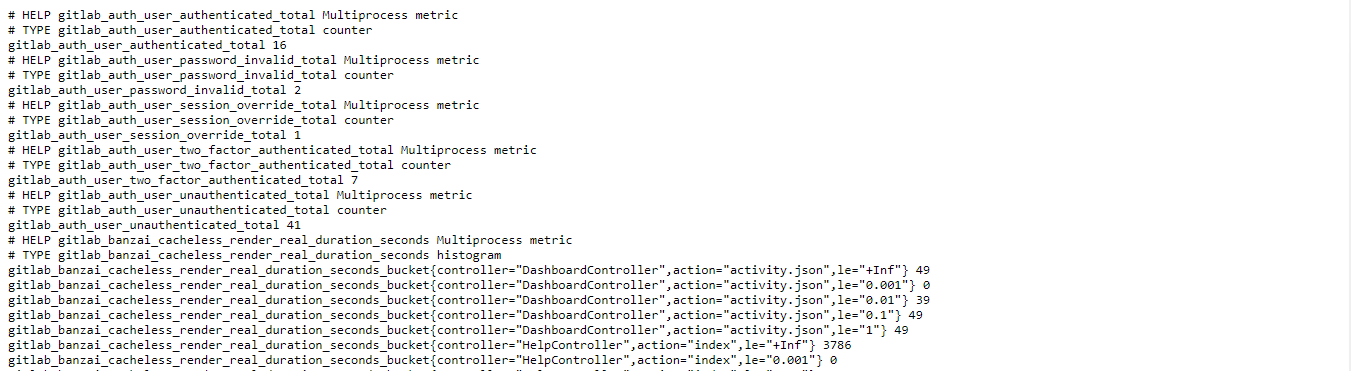 # HELP gitlab_auth_user_authenticated_total Multiprocess metric
# TYPE gitlab_auth_user_authenticated_total counter
gitlab_auth_user_authenticated_total 16
# HELP gitlab_auth_user_password_invalid_total Multiprocess metric
# TYPE gitlab_auth_user_password_invalid_total counter
gitlab_auth_user_password_invalid_total 2
# HELP gitlab_auth_user_session_override_total Multiprocess metric
# TYPE gitlab_auth_user_session_override_total counter
gitlab_auth_user_session_override_total 1
# HELP gitlab_auth_user_two_factor_authenticated_total Multiprocess metric
# TYPE gitlab_auth_user_two_factor_authenticated_total counter
gitlab_auth_user_two_factor_authenticated_total 7
# HELP gitlab_auth_user_unauthenticated_total Multiprocess metric
# TYPE gitlab_auth_user_unauthenticated_total counter
gitlab_auth_user_unauthenticated_total 41
# HELP gitlab_banzai_cacheless_render_real_duration_seconds Multiprocess metric
# TYPE gitlab_banzai_cacheless_render_real_duration_seconds histogram
gitlab_banzai_cacheless_render_real_duration_seconds_bucket{controller="DashboardController",action="activity.json",le="+Inf"} 49
gitlab_banzai_cacheless_render_real_duration_seconds_bucket{controller="DashboardController",action="activity.json",le="0.001"} 0
gitlab_banzai_cacheless_render_real_duration_seconds_bucket{controller="DashboardController",action="activity.json",le="0.01"} 39
gitlab_banzai_cacheless_render_real_duration_seconds_bucket{controller="DashboardController",action="activity.json",le="0.1"} 49
gitlab_banzai_cacheless_render_real_duration_seconds_bucket{controller="DashboardController",action="activity.json",le="1"} 49
gitlab_banzai_cacheless_render_real_duration_seconds_bucket{controller="HelpController",action="index",le="+Inf"} 3786
gitlab_banzai_cacheless_render_real_duration_seconds_bucket{controller="HelpController",action="index",le="0.001"} 0